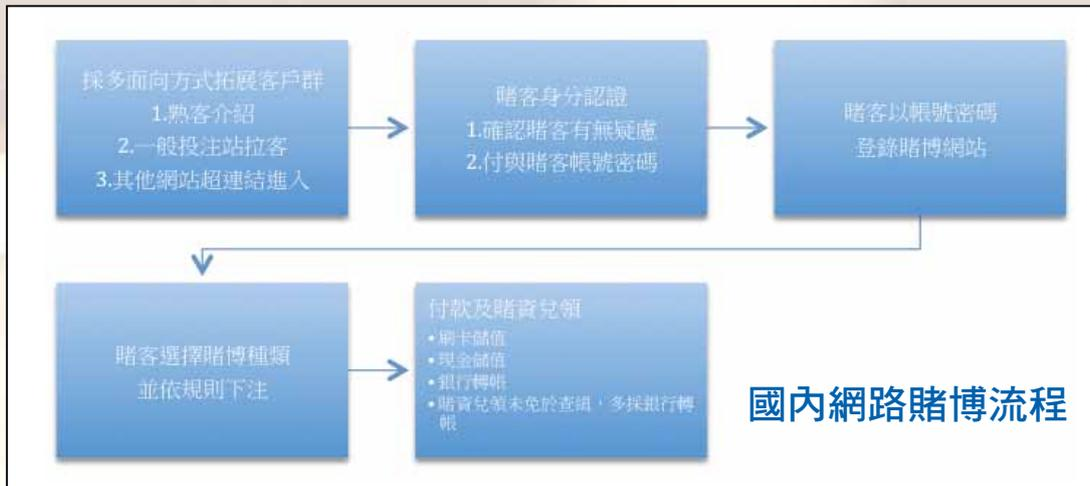 採多面向方式拓展客戶群
1.熟客介紹
2.一般投注站拉客
3.其他網站超連結進入
賭客身分認證
1.確認賭客有無疑慮
2.付與賭客帳號密碼
賭客以帳號密碼
登錄賭博網站
賭客選擇賭博種類
並依規則下注
付款及賭資兌領
•刷卡儲值
•現金儲值
•銀行轉帳
•賭資兌領未免於查緝，多採銀行轉
帳
國內網路賭博流程